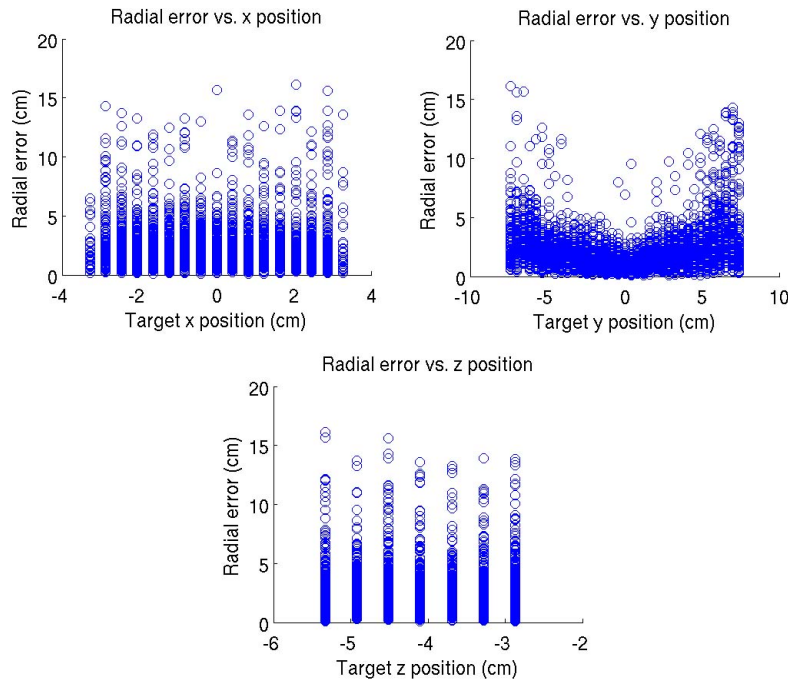 Radial error vs. x position
20
15
10
5
0
Radial error (cm)
-4 -2 0 2 4
Target x position (cm)
Radial error vs. y position
20
15
10
5
0
Radial error (cm)
-10 -5 0 5 10
Target y position (cm)
Radial error vs. z position
20
15
10
5
0
Radial error (cm)
-6 -5 -4 -3 -2
Target z position (cm)